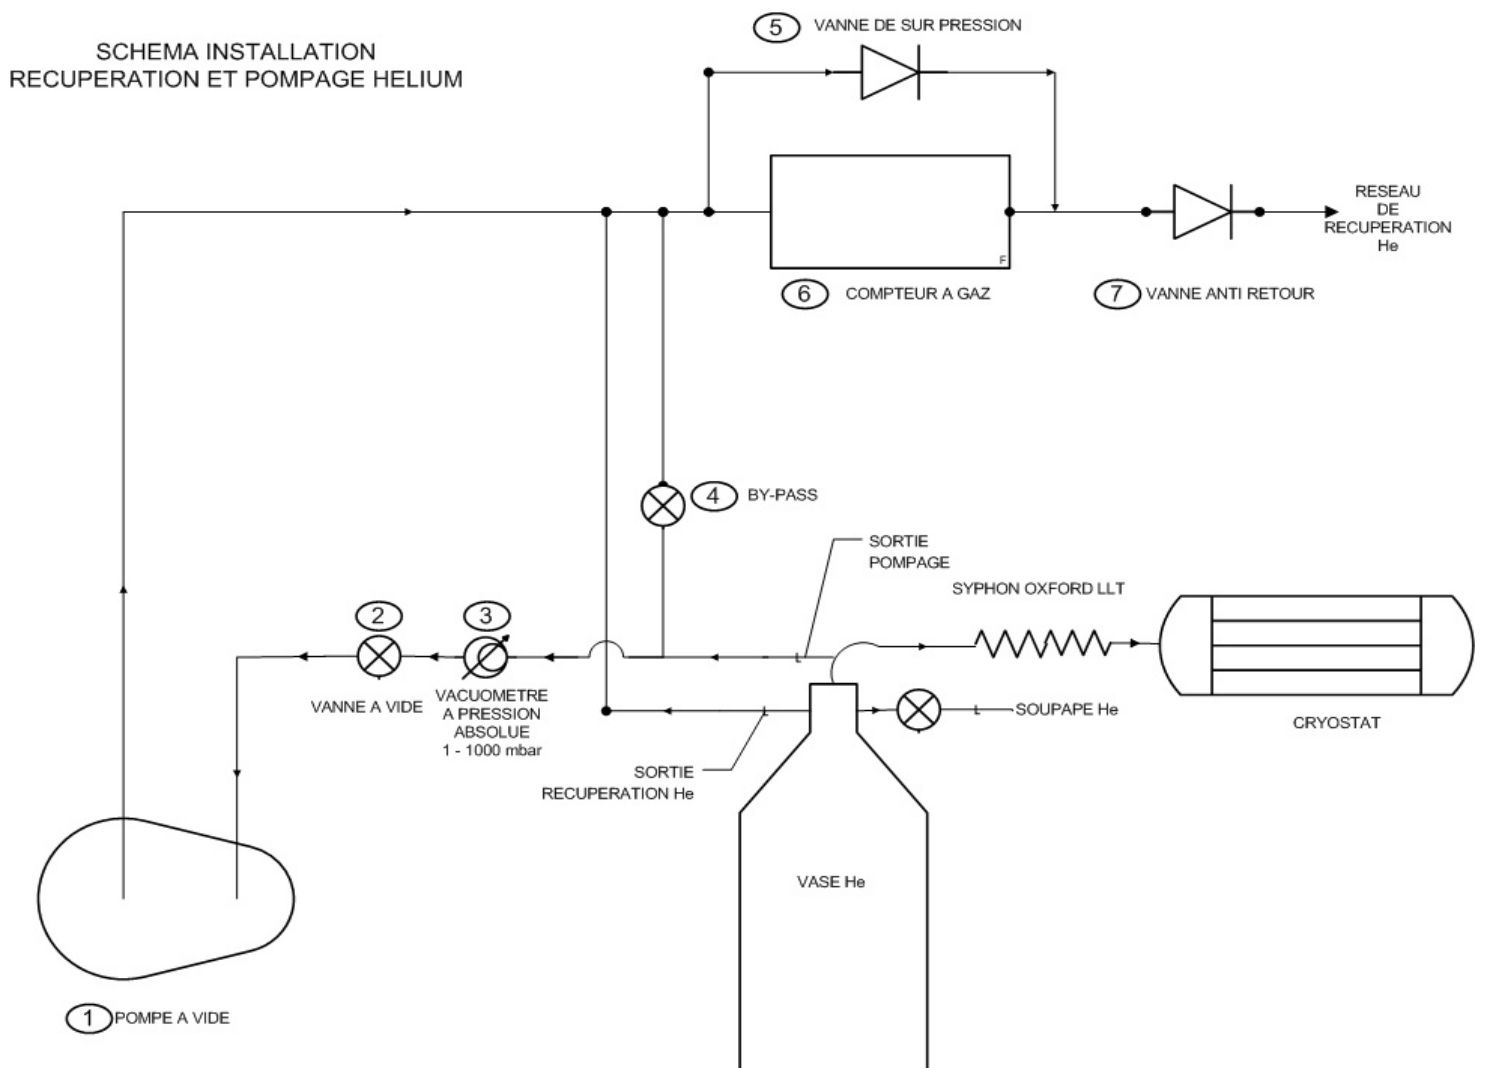 SCHEMA INSTALLATION
RECUPERATION ET POMPAGE HELIUM
5 VANNE DE SUR PRESSION
RESEAU
DE
RECUPERATION
He
F
6 COMPTEUR A GAZ
7 VANNE ANTI RETOUR
4 BY-PASS
SORTIE
POMPAGE
SYPHON OXFORD LLT
2
3
VANNE A VIDE
VACUOMETRE
A PRESSION
ABSOLUE
1 - 1000 mbar
SOUPAPE He
CRYOSTAT
SORTIE
RECUPERATION He
VASE He
1 POMPE A VIDE